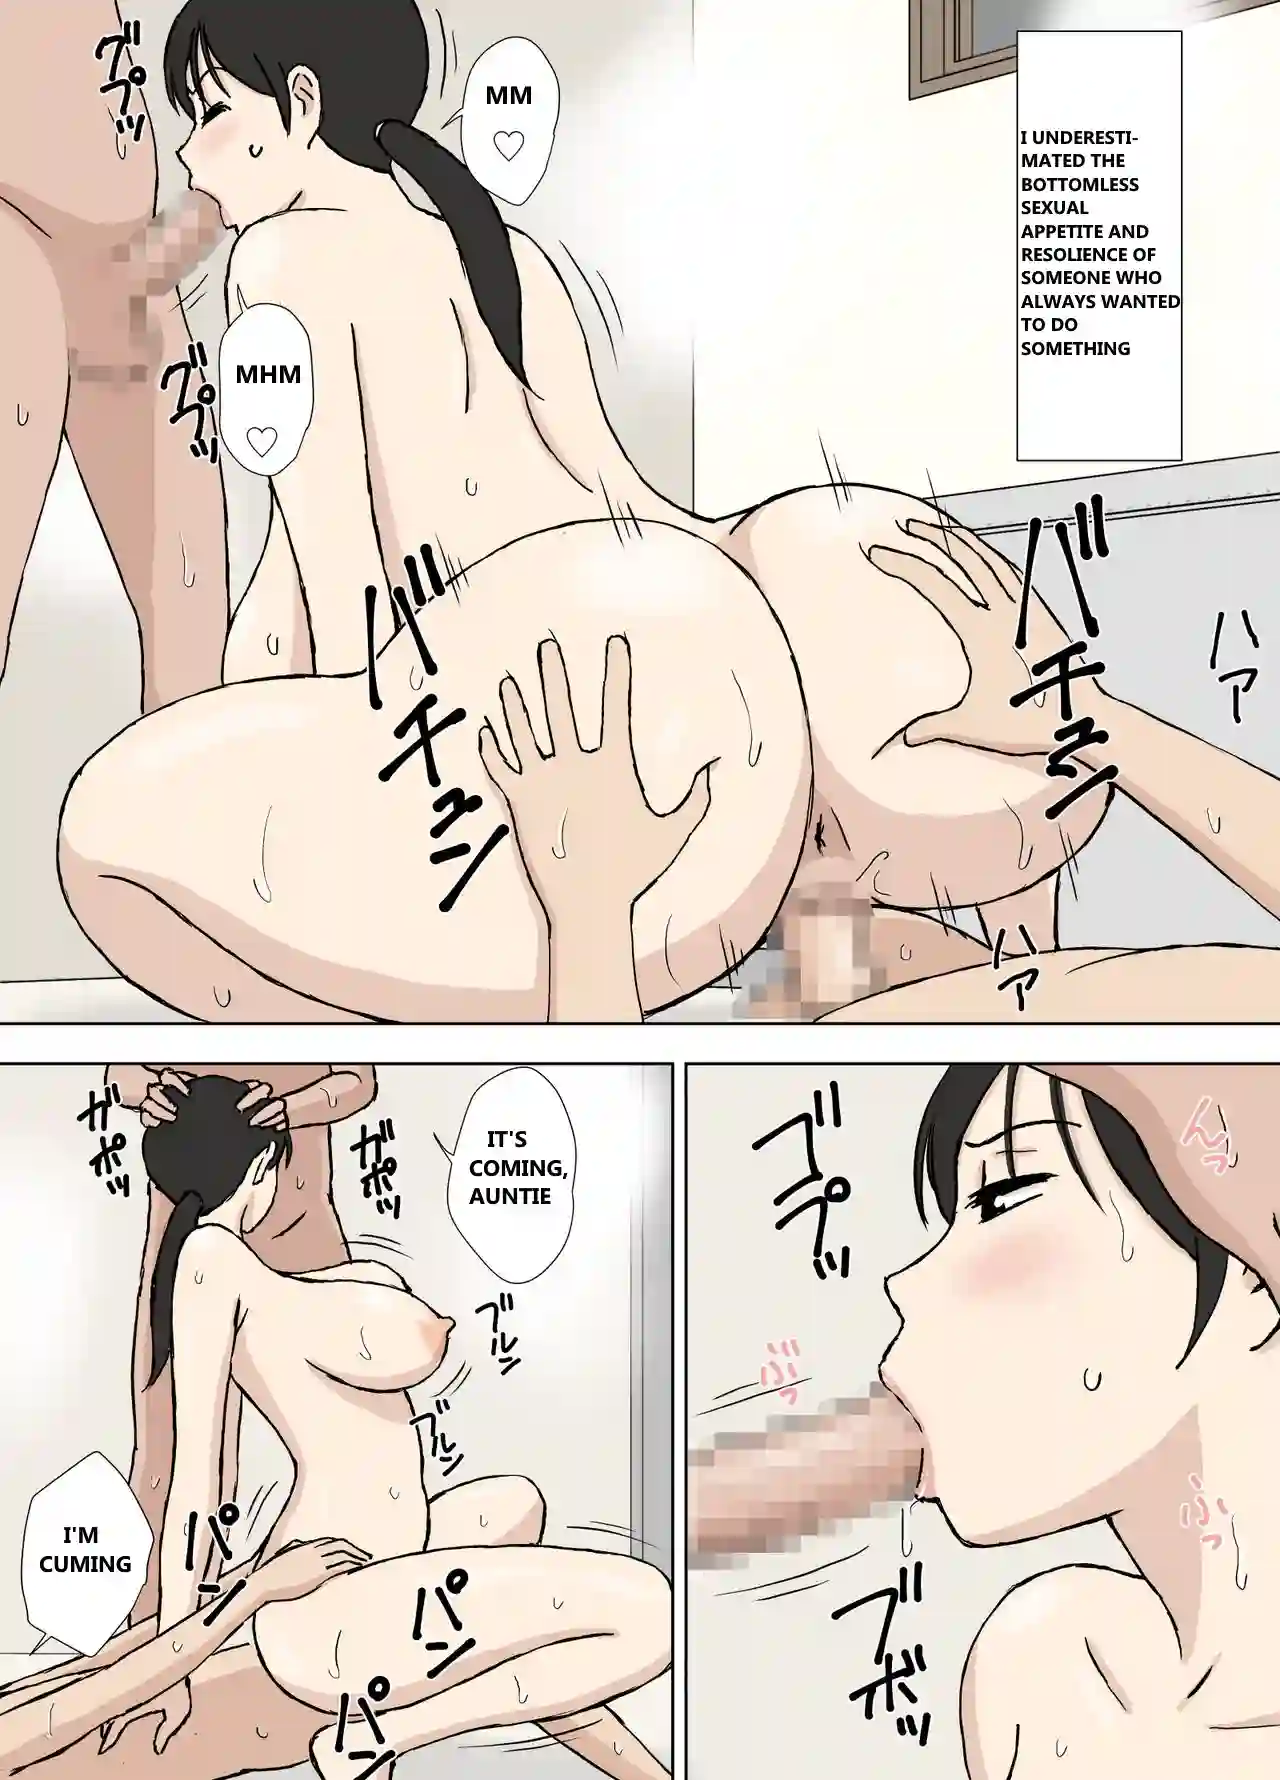 グプッ
MM
♡
I UNDERESTI-
MATED THE
BOTTOMLESS
SEXUAL
APPETITE AND
RESOLIENCE OF
SOMEONE WHO
ALWAYS WANTED
TO DO
SOMETHING
MHM
♡
グプッ
バチュン
バチュン
ハァ
ハァ
ガポッ
ガポッ
IT'S
COMING,
AUNTIE
ブルン
ブルン
I'M
CUMING
パン
パン
パン
ゴプッ
んっ
ぶっ
ぶっ
ゴボッ